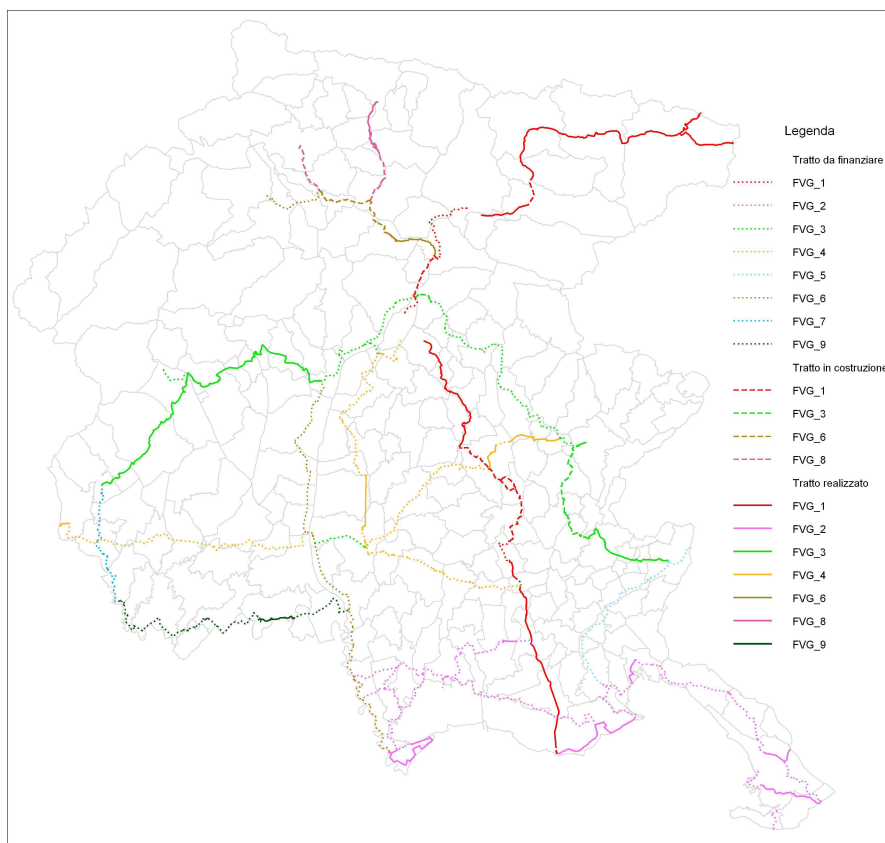 Legenda
Tratto da finanziare
FVG_1
FVG_2
FVG_3
FVG_4
FVG_5
FVG_6
FVG_7
FVG_9
Tratto in costruzione
FVG_1
FVG_3
FVG_6
FVG_8
Tratto realizzato
FVG_1
FVG_2
FVG_3
FVG_4
FVG_6
FVG_8
FVG_9